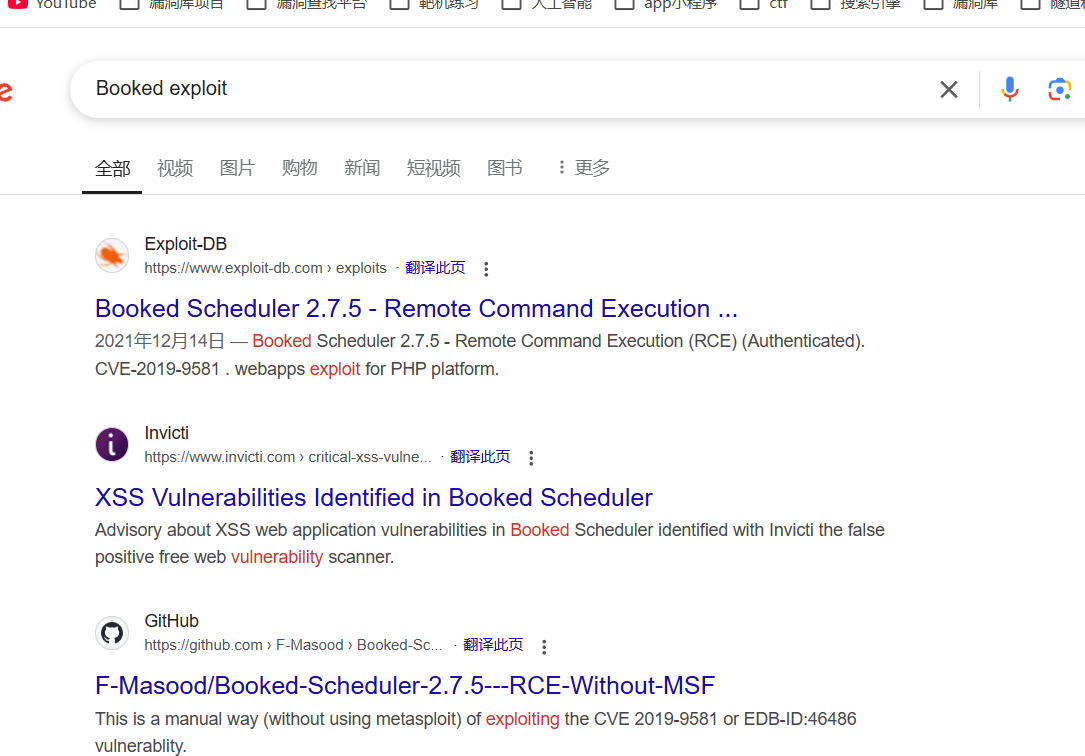 YouTube 漏洞库项目 漏洞查找平台 靶机练习 人工智能 app小程序 ctf 搜索引擎 漏洞库
e Booked exploit
全部 视频 图片 购物 新闻 短视频 图书 更多
Exploit-DB
https://www.exploit-db.com › exploits · 翻译此页
Booked Scheduler 2.7.5 - Remote Command Execution ...
2021年12月14日 — Booked Scheduler 2.7.5 - Remote Command Execution (RCE) (Authenticated).
CVE-2019-9581 . webapps exploit for PHP platform.
Invicti
https://www.invicti.com › critical-xss-vulne... · 翻译此页
XSS Vulnerabilities Identified in Booked Scheduler
Advisory about XSS web application vulnerabilities in Booked Scheduler identified with Invicti the false
positive free web vulnerability scanner.
GitHub
https://github.com › F-Masood › Booked-Sc... · 翻译此页
F-Masood/Booked-Scheduler-2.7.5---RCE-Without-MSF
This is a manual way (without using metasploit) of exploiting the CVE 2019-9581 or EDB-ID:46486
vulnerablity.